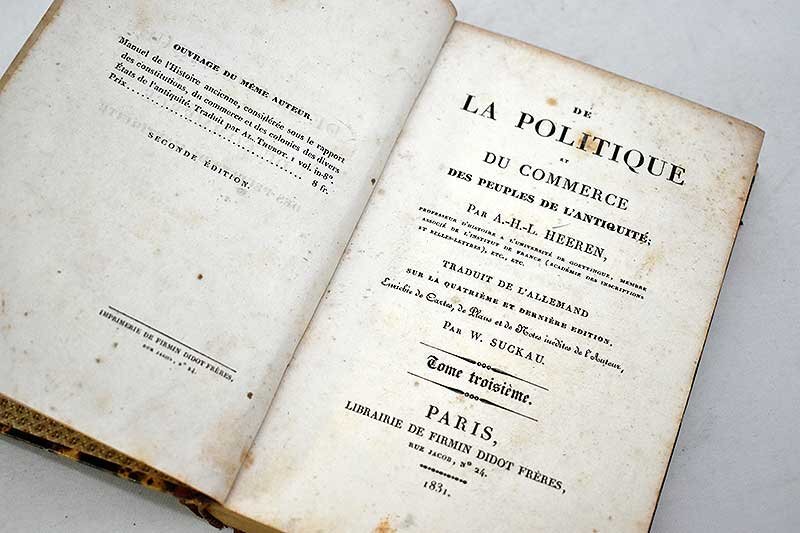 OUVRAGE DU MÊME AUTEUR.
Manuel de l'Histoire ancienne, considérée sous le rapport
des constitutions, du commerce et des colonies des divers
États de l'antiquité. Traduit par AL. THUROT. 1 vol. in-8º.
Prix.............................. 8 fr.
SECONDE ÉDITION.
IMPRIMERIE DE FIRMIN DIDOT FRÈRES,
RUE JACOB, Nº 24.
DE
LA POLITIQUE
ET
DU COMMERCE
DES PEUPLES DE L'ANTIQUITÉ;
PAR A.-H.-L. HEEREN,
PROFESSEUR D'HISTOIRE A L'UNIVERSITÉ DE GOETTINGUE, MEMBRE
ASSOCIÉ DE L'INSTITUT DE FRANCE (ACADÉMIE DES INSCRIPTIONS
ET BELLES-LETTRES), ETC., ETC.
TRADUIT DE L'ALLEMAND
SUR LA QUATRIÈME ET DERNIÈRE ÉDITION.
Enrichie de Cartes, de Plans et de Notes inédites de l'Auteur,
PAR W. SUCKAU.
Tome troisième.
PARIS,
LIBRAIRIE DE FIRMIN DIDOT FRÈRES,
RUE JACOB, Nº 24.
1831.